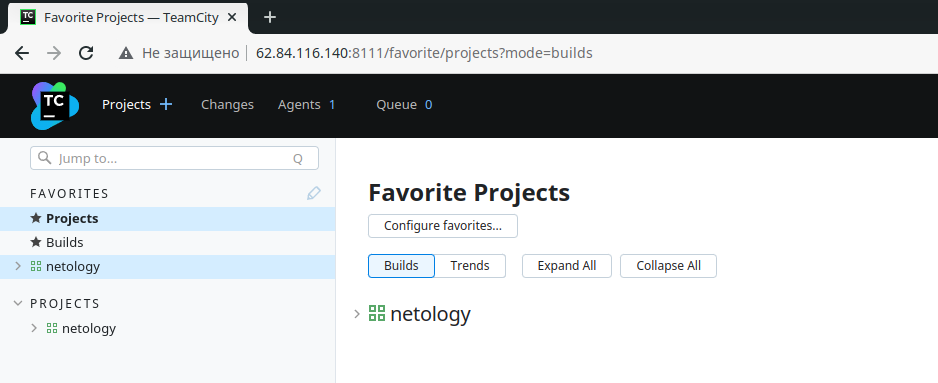 TC
Favorite Projects — TeamCity
Не защищено
62.84.116.140:8111/favorite/projects?mode=builds
TC
Projects
Changes
Agents 1
Queue 0
Jump to...
Q
FAVORITES
Projects
Builds
netology
PROJECTS
netology
Favorite Projects
Configure favorites...
Builds
Trends
Expand All
Collapse All
netology